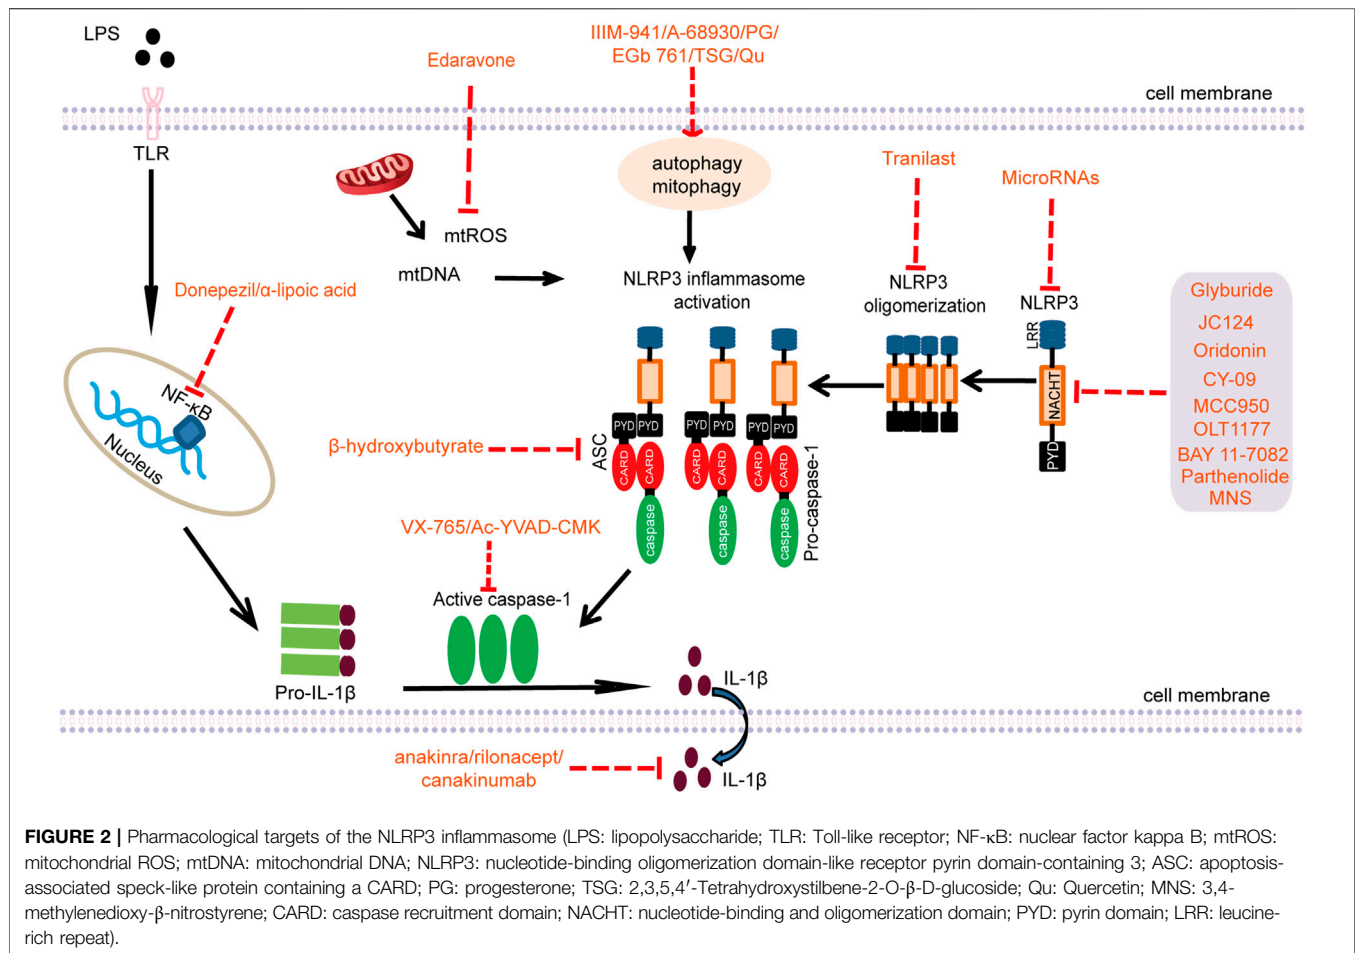 LPS
IIIM-941/A-68930/PG/
EGb 761/TSG/Qu
Edaravone
cell membrane
TLR
autophagy
mitophagy
Tranilast
MicroRNAs
mtROS
mtDNA
NLRP3 inflammasome
activation
NLRP3
oligomerization
NLRP3
LRR
NACHT
PYD
Donepezil/α-lipoic acid
NF-κB
Nucleus
Glyburide
JC124
Oridonin
CY-09
MCC950
OLT1177
BAY 11-7082
Parthenolide
MNS
β-hydroxybutyrate
ASC
PYD PYD PYD PYD PYD PYD
CARD CARD CARD CARD CARD CARD
caspase caspase caspase
Pro-caspase-1
VX-765/Ac-YVAD-CMK
Active caspase-1
Pro-IL-1β
IL-1β
cell membrane
anakinra/rilonacept/
canakinumab
IL-1β
FIGURE 2 | Pharmacological targets of the NLRP3 inflammasome (LPS: lipopolysaccharide; TLR: Toll-like receptor; NF-κB: nuclear factor kappa B; mtROS:
mitochondrial ROS; mtDNA: mitochondrial DNA; NLRP3: nucleotide-binding oligomerization domain-like receptor pyrin domain-containing 3; ASC: apoptosis-
associated speck-like protein containing a CARD; PG: progesterone; TSG: 2,3,5,4′-Tetrahydroxystilbene-2-O-β-D-glucoside; Qu: Quercetin; MNS: 3,4-
methylenedioxy-β-nitrostyrene; CARD: caspase recruitment domain; NACHT: nucleotide-binding and oligomerization domain; PYD: pyrin domain; LRR: leucine-
rich repeat).